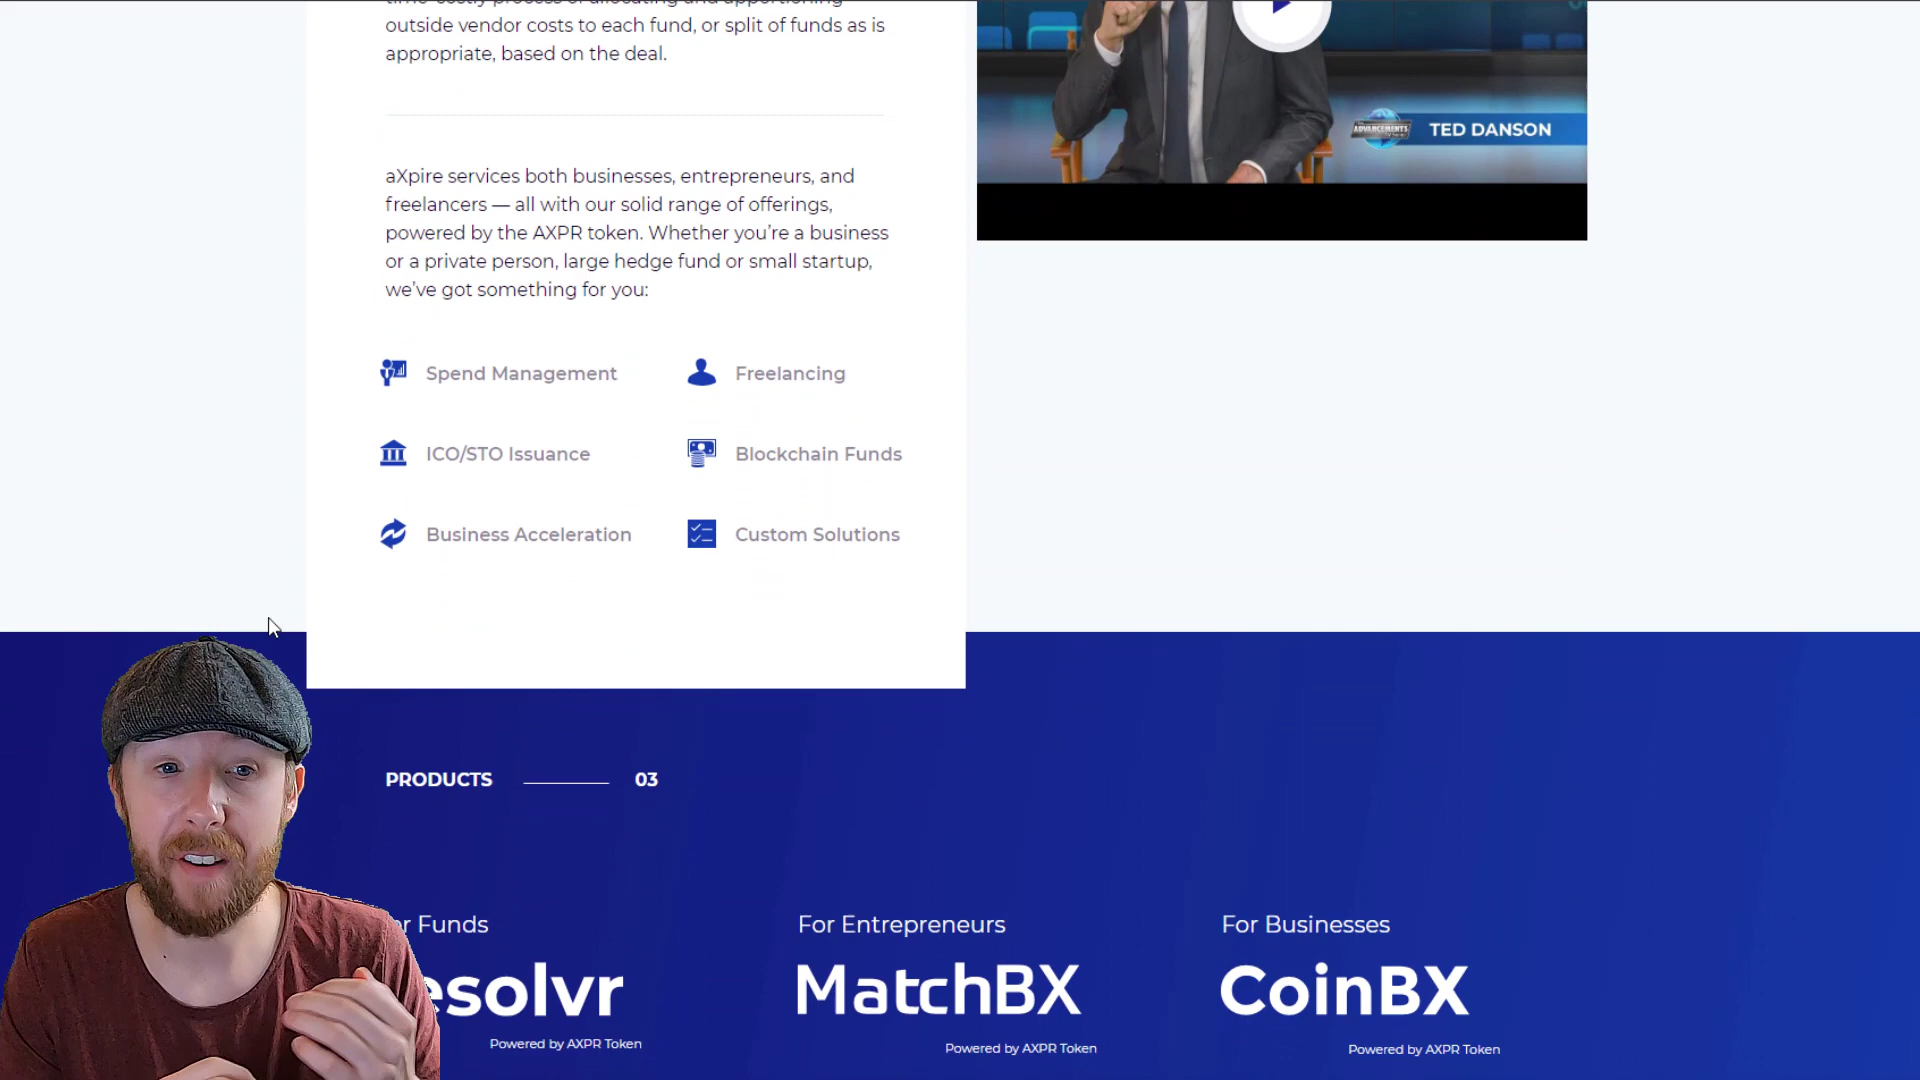 outside vendor costs to each fund, or split of funds as is
appropriate, based on the deal.
aXpire services both businesses, entrepreneurs, and
freelancers — all with our solid range of offerings,
powered by the AXPR token. Whether you’re a business
or a private person, large hedge fund or small startup,
we’ve got something for you:
Spend Management
Freelancing
ICO/STO Issuance
Blockchain Funds
Business Acceleration
Custom Solutions
ADVANCEMENTS
TED DANSON
PRODUCTS 03
Funds
esolvr
Powered by AXPR Token
For Entrepreneurs
MatchBX
Powered by AXPR Token
For Businesses
CoinBX
Powered by AXPR Token